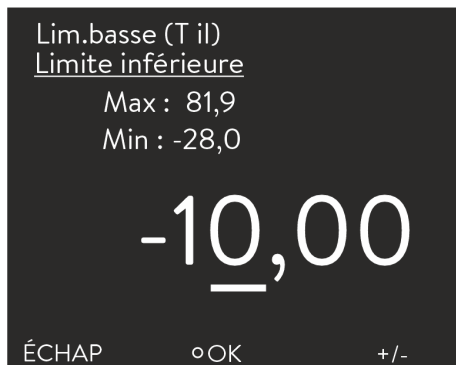 Lim.basse (T il)
Limite inférieure
Max : 81,9
Min : -28,0
-10,00
ÉCHAP OK +/-